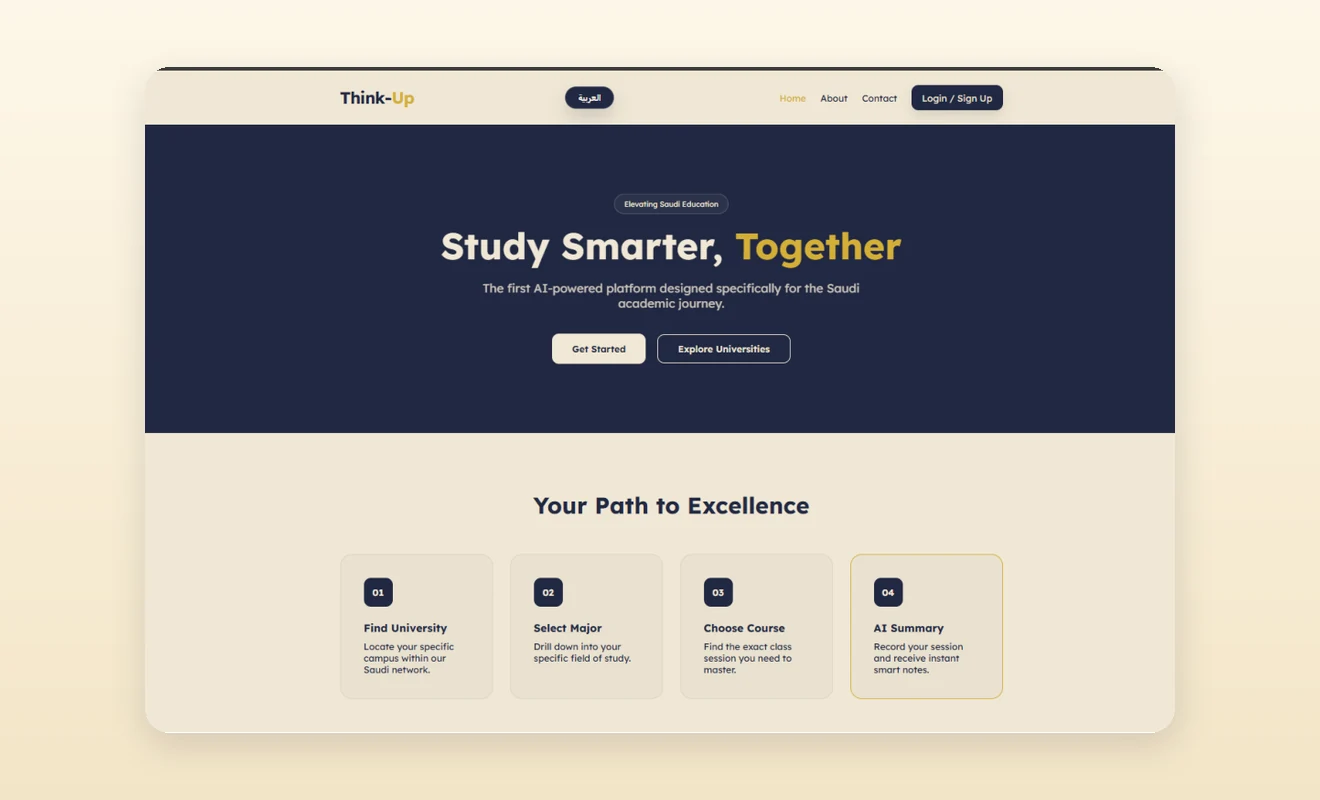 Think-Up
العربية
Home
About
Contact
Login / Sign Up
Elevating Saudi Education
Study Smarter, Together
The first AI-powered platform designed specifically for the Saudi
academic journey.
Get Started
Explore Universities
Your Path to Excellence
01
Find University
Locate your specific
campus within our
Saudi network.
02
Select Major
Drill down into your
specific field of study.
03
Choose Course
Find the exact class
session you need to
master.
04
AI Summary
Record your session
and receive instant
smart notes.